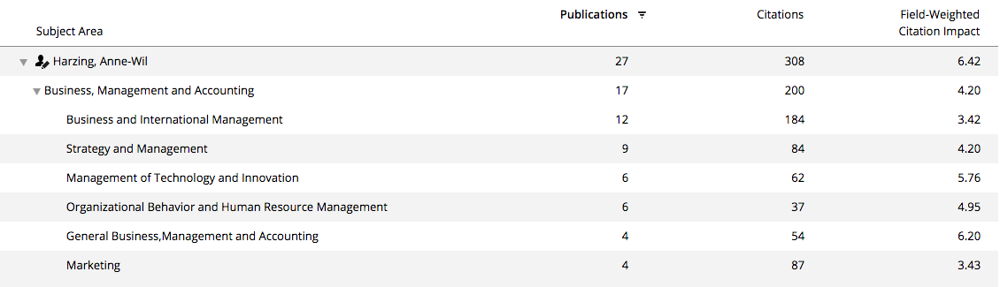 Subject Area Publications Citations Field-Weighted Citation Impact
Harzing, Anne-Wil 27 308 6.42
Business, Management and Accounting 17 200 4.20
Business and International Management 12 184 3.42
Strategy and Management 9 84 4.20
Management of Technology and Innovation 6 62 5.76
Organizational Behavior and Human Resource Management 6 37 4.95
General Business,Management and Accounting 4 54 6.20
Marketing 4 87 3.43